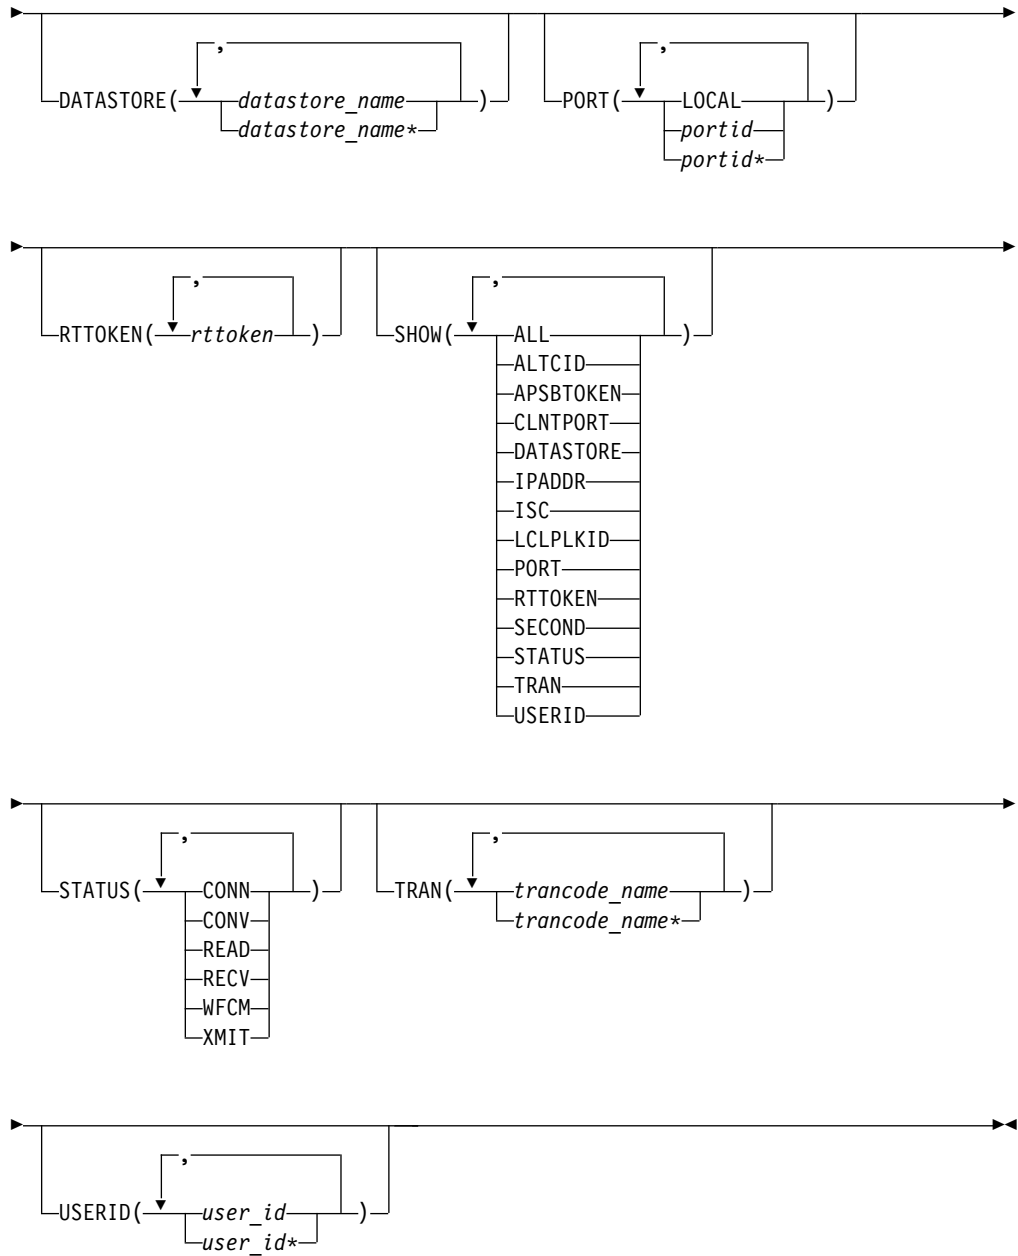 , ,
DATASTORE( datastore_name ) PORT( LOCAL )
datastore_name* portid
portid*
, ,
RTTOKEN( rttoken ) SHOW( ALL )
ALTCID
APSBTOKEN
CLNTPORT
DATASTORE
IPADDR
ISC
LCLPLKID
PORT
RTTOKEN
SECOND
STATUS
TRAN
USERID
, ,
STATUS( CONN ) TRAN( trancode_name )
CONV trancode_name*
READ
RECV
WFCM
XMIT
,
USERID( user_id )
user_id*